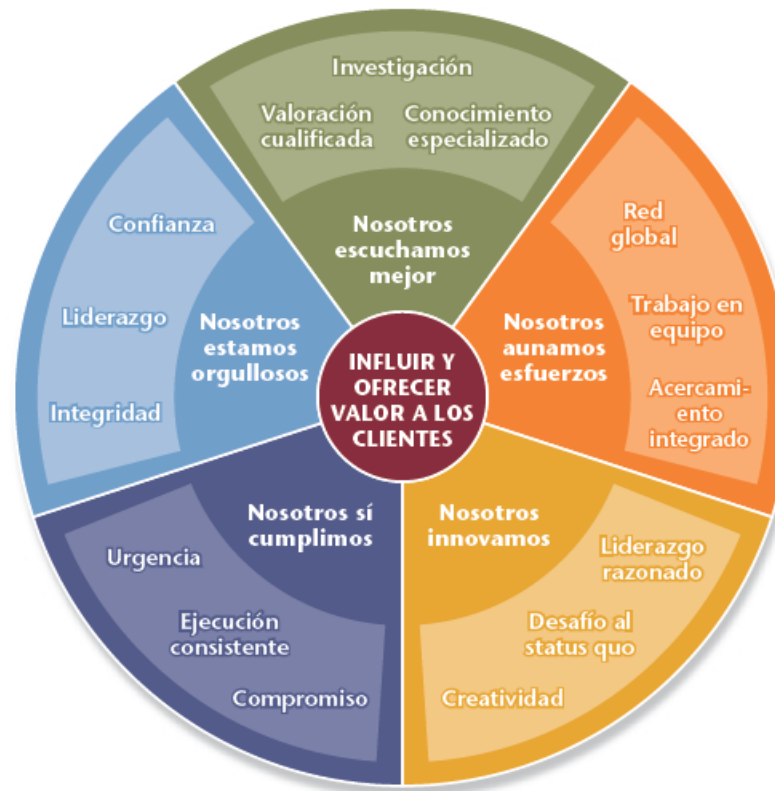 Investigación
Valoración
cualificada
Conocimiento
especializado
Nosotros
escuchamos
mejor
Red
global
Trabajo en
equipo
Acercami-
ento
integrado
Nosotros
aunamos
esfuerzos
Liderazgo
razonado
Desafío al
status quo
Creatividad
Nosotros
innovamos
Nosotros sí
cumplimos
Urgencia
Ejecución
consistente
Compromiso
Confianza
Liderazgo
Integridad
Nosotros
estamos
orgullosos
INFLUIR Y
OFRECER
VALOR A LOS
CLIENTES